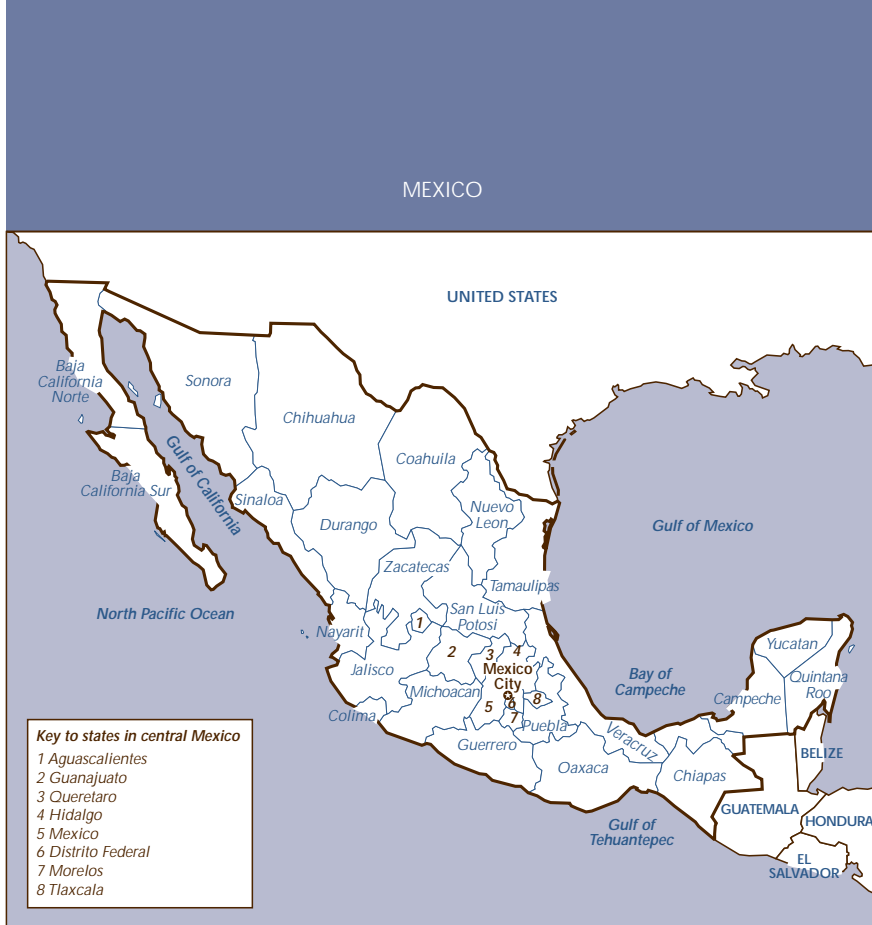 MEXICO
UNITED STATES
Baja
California
Norte
Sonora
Chihuahua
Coahuila
Gulf of California
Baja
California Sur
Sinaloa
Durango
Nuevo
Leon
Gulf of Mexico
Zacatecas
Tamaulipas
North Pacific Ocean
San Luis
Potosi
Nayarit
1
2
3
4
Yucatan
Jalisco
Mexico
City
Bay of
Campeche
Quintana
Roo
Michoacan
Campeche
5
6
7
8
Colima
Puebla
Veracruz
Guerrero
Oaxaca
Chiapas
BELIZE
GUATEMALA
HONDURA
Gulf of
Tehuantepec
EL
SALVADOR
Key to states in central Mexico
1 Aguascalientes
2 Guanajuato
3 Queretaro
4 Hidalgo
5 Mexico
6 Distrito Federal
7 Morelos
8 Tlaxcala